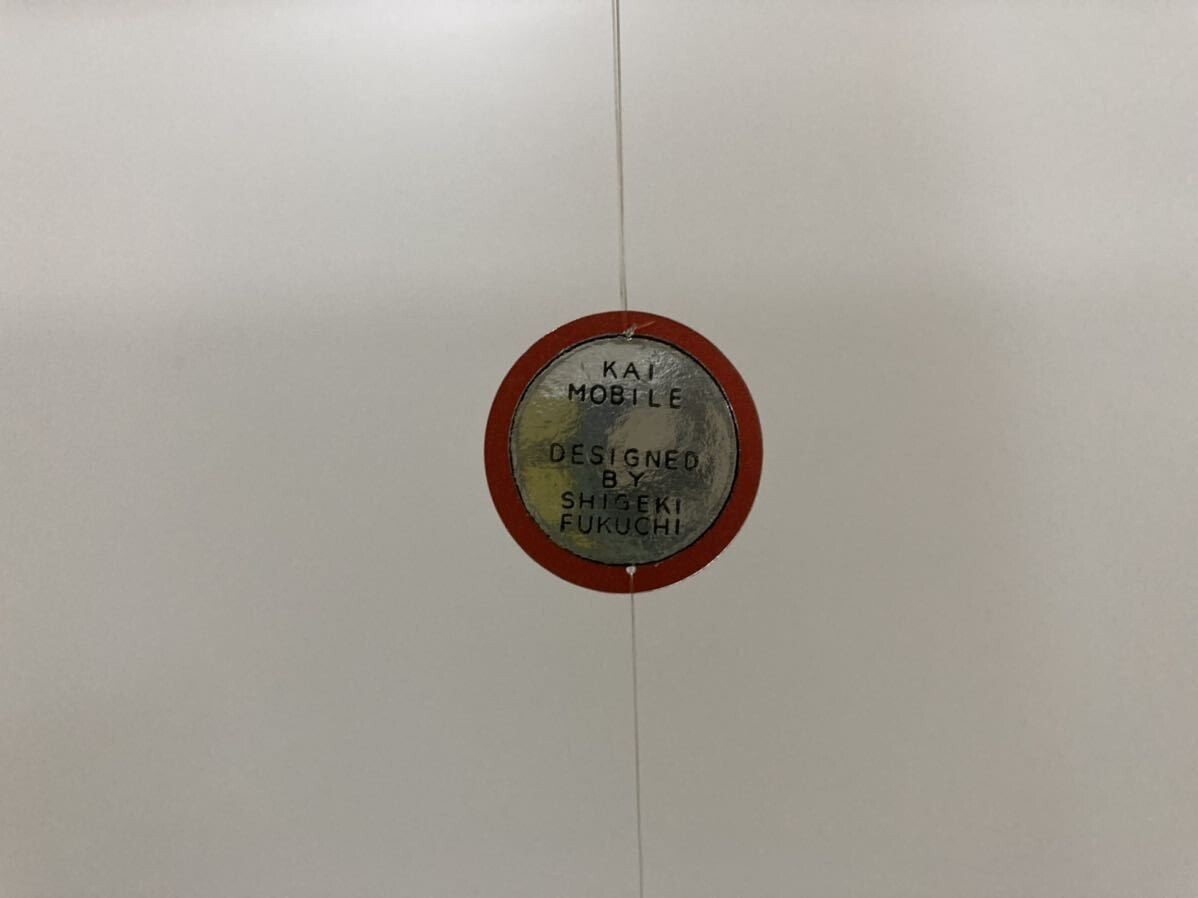 KAI
MOBILE
DESIGNED
BY
SHIGEKI
FUKUCHI